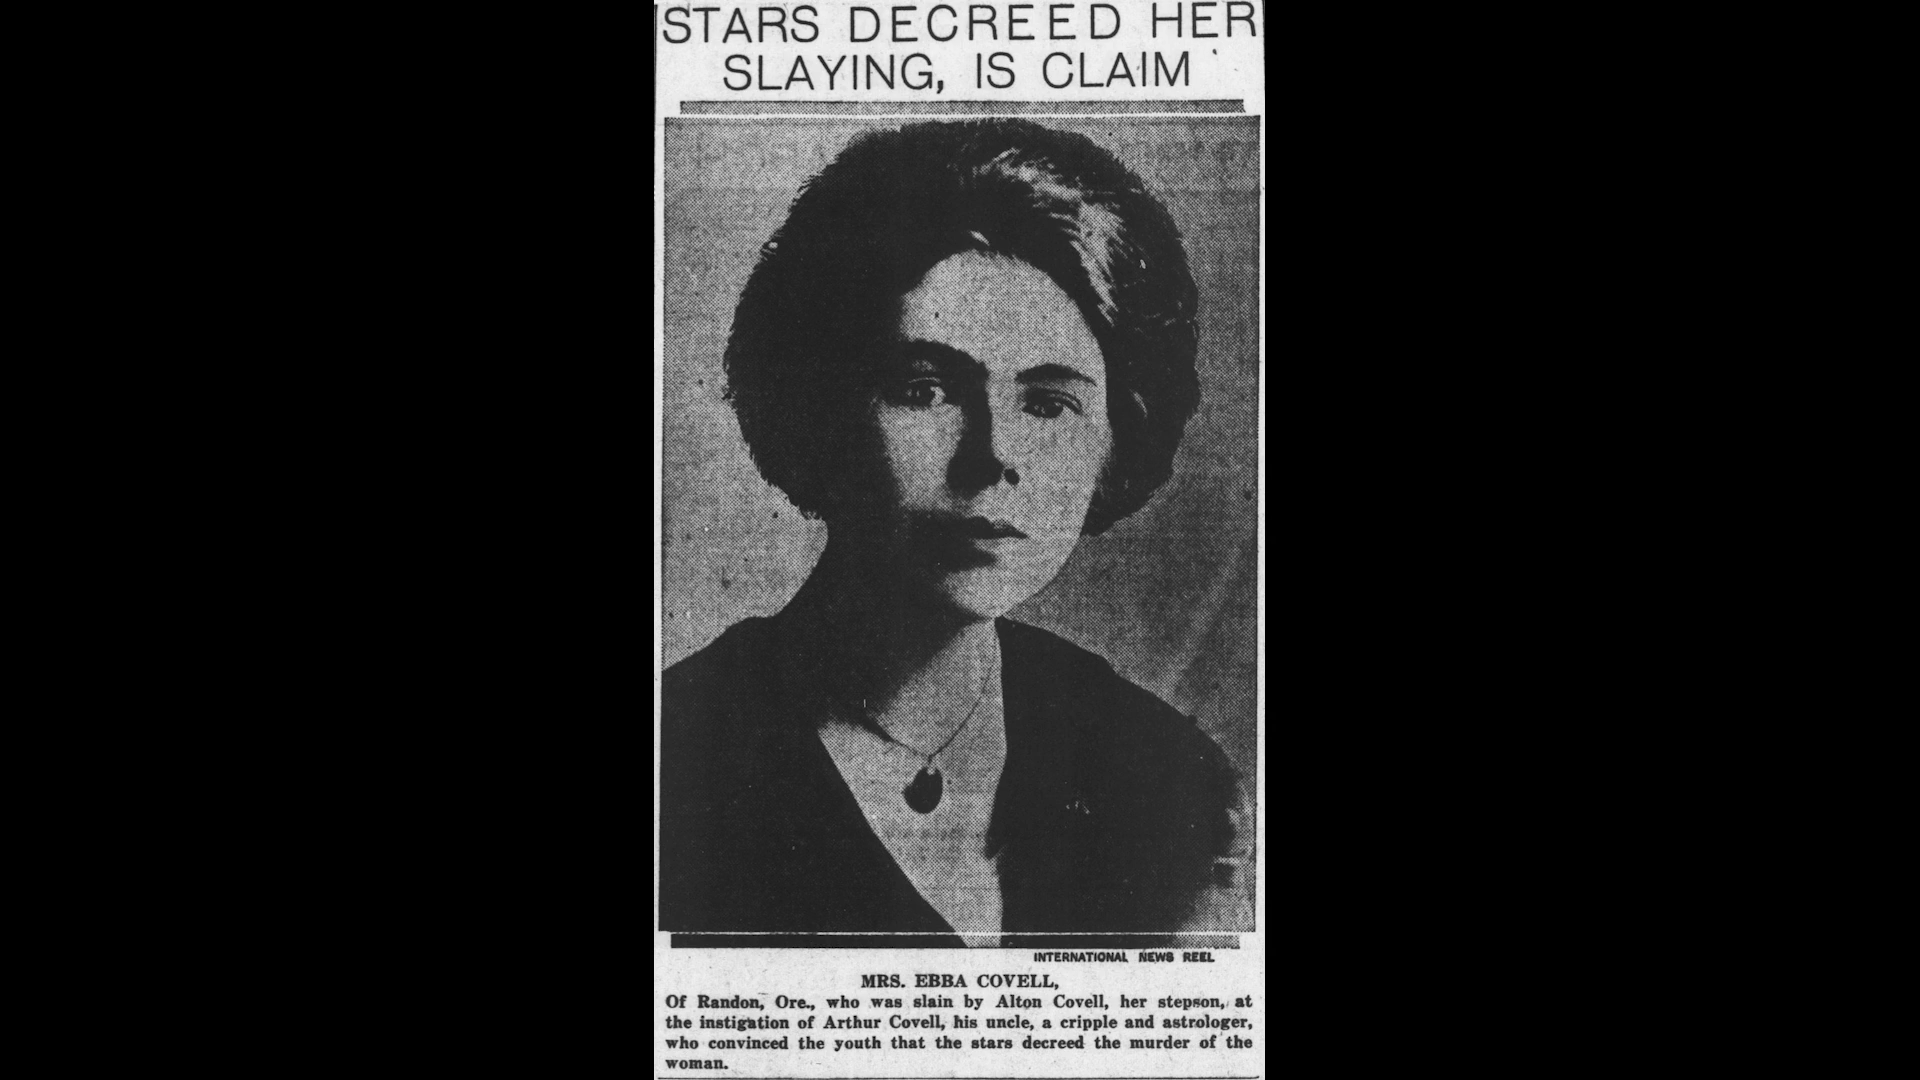 STARS DECREED HER
SLAYING, IS CLAIM
INTERNATIONAL NEWS REEL
MRS. EBBA COVELL,
Of Randon, Ore., who was slain by Alton Covell, her stepson, at
the instigation of Arthur Covell, his uncle, a cripple and astrologer,
who convinced the youth that the stars decreed the murder of the
woman.